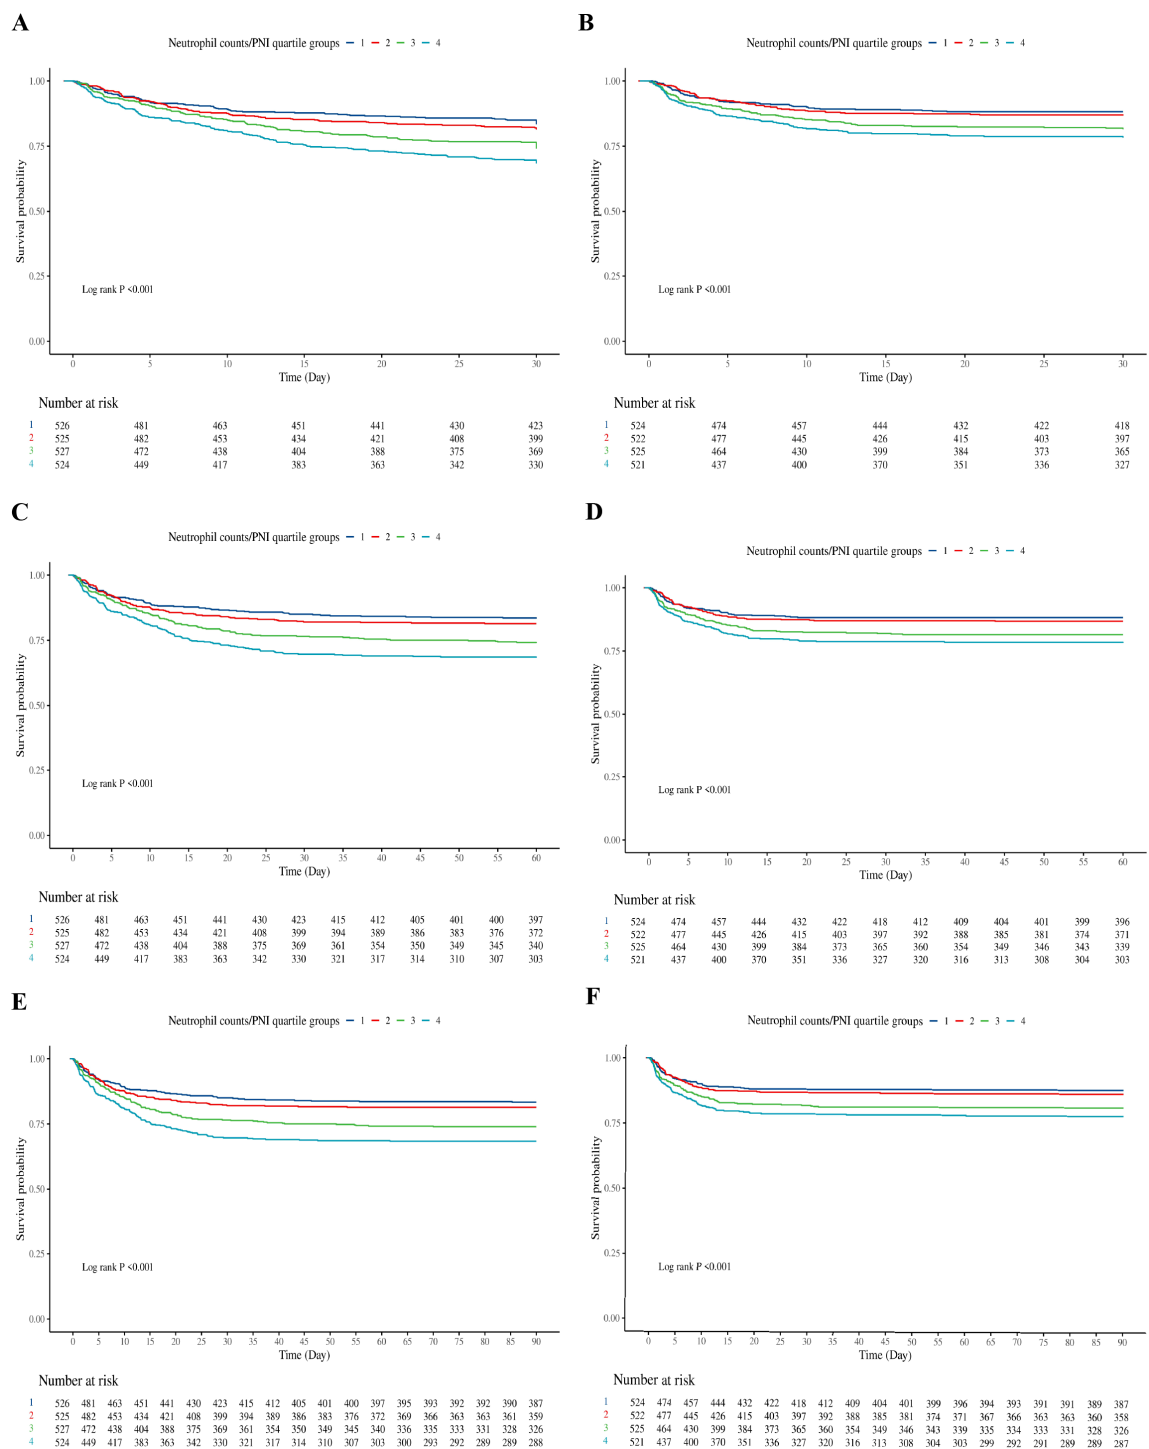 A
Neutrophil counts/PNI quartile groups 1 2 3 4
1.00
0.75
0.50
0.25
0.00
Survival probability
Log rank P <0.001
0 5 10 15 20 25 30
Time (Day)
Number at risk
1 526 481 463 451 441 430 423
2 525 482 453 434 421 408 399
3 527 472 438 404 388 375 369
4 524 449 417 383 363 342 330
B
Neutrophil counts/PNI quartile groups 1 2 3 4
1.00
0.75
0.50
0.25
0.00
Survival probability
Log rank P <0.001
0 5 10 15 20 25 30
Time (Day)
Number at risk
1 524 474 457 444 432 422 418
2 522 477 445 426 415 403 397
3 525 464 430 399 384 373 365
4 521 437 400 370 351 336 327
C
Neutrophil counts/PNI quartile groups 1 2 3 4
1.00
0.75
0.50
0.25
0.00
Survival probability
Log rank P <0.001
0 5 10 15 20 25 30 35 40 45 50 55 60
Time (Day)
Number at risk
1 526 481 463 451 441 430 423 415 412 405 401 400 397
2 525 482 453 434 421 408 399 394 389 386 383 376 372
3 527 472 438 404 388 375 369 361 354 350 349 345 340
4 524 449 417 383 363 342 330 321 317 314 310 307 303
D
Neutrophil counts/PNI quartile groups 1 2 3 4
1.00
0.75
0.50
0.25
0.00
Survival probability
Log rank P <0.001
0 5 10 15 20 25 30 35 40 45 50 55 60
Time (Day)
Number at risk
1 524 474 457 444 432 422 418 412 409 404 401 399 396
2 522 477 445 426 415 403 397 392 388 385 381 374 371
3 525 464 430 399 384 373 365 360 354 349 346 343 339
4 521 437 400 370 351 336 327 320 316 313 308 304 303
E
Neutrophil counts/PNI quartile groups 1 2 3 4
1.00
0.75
0.50
0.25
0.00
Survival probability
Log rank P <0.001
0 5 10 15 20 25 30 35 40 45 50 55 60 65 70 75 80 85 90
Time (Day)
Number at risk
1 526 481 463 451 441 430 423 415 412 405 401 400 397 395 393 392 392 390 387
2 525 482 453 434 421 408 399 394 389 386 383 376 372 369 366 363 363 361 359
3 527 472 438 404 388 375 369 361 354 350 349 345 340 336 335 333 331 328 326
4 524 449 417 383 363 342 330 321 317 314 310 307 303 300 293 292 289 289 288
F
Neutrophil counts/PNI quartile groups 1 2 3 4
1.00
0.75
0.50
0.25
0.00
Survival probability
Log rank P <0.001
0 5 10 15 20 25 30 35 40 45 50 55 60 65 70 75 80 85 90
Time (Day)
Number at risk
1 524 474 457 444 432 422 418 412 409 404 401 399 396 394 393 391 391 389 387
2 522 477 445 426 415 403 397 392 388 385 381 374 371 367 366 363 363 360 358
3 525 464 430 399 384 373 365 360 354 349 346 343 339 335 334 333 331 328 326
4 521 437 400 370 351 336 327 320 316 313 308 304 303 299 292 291 289 288 287